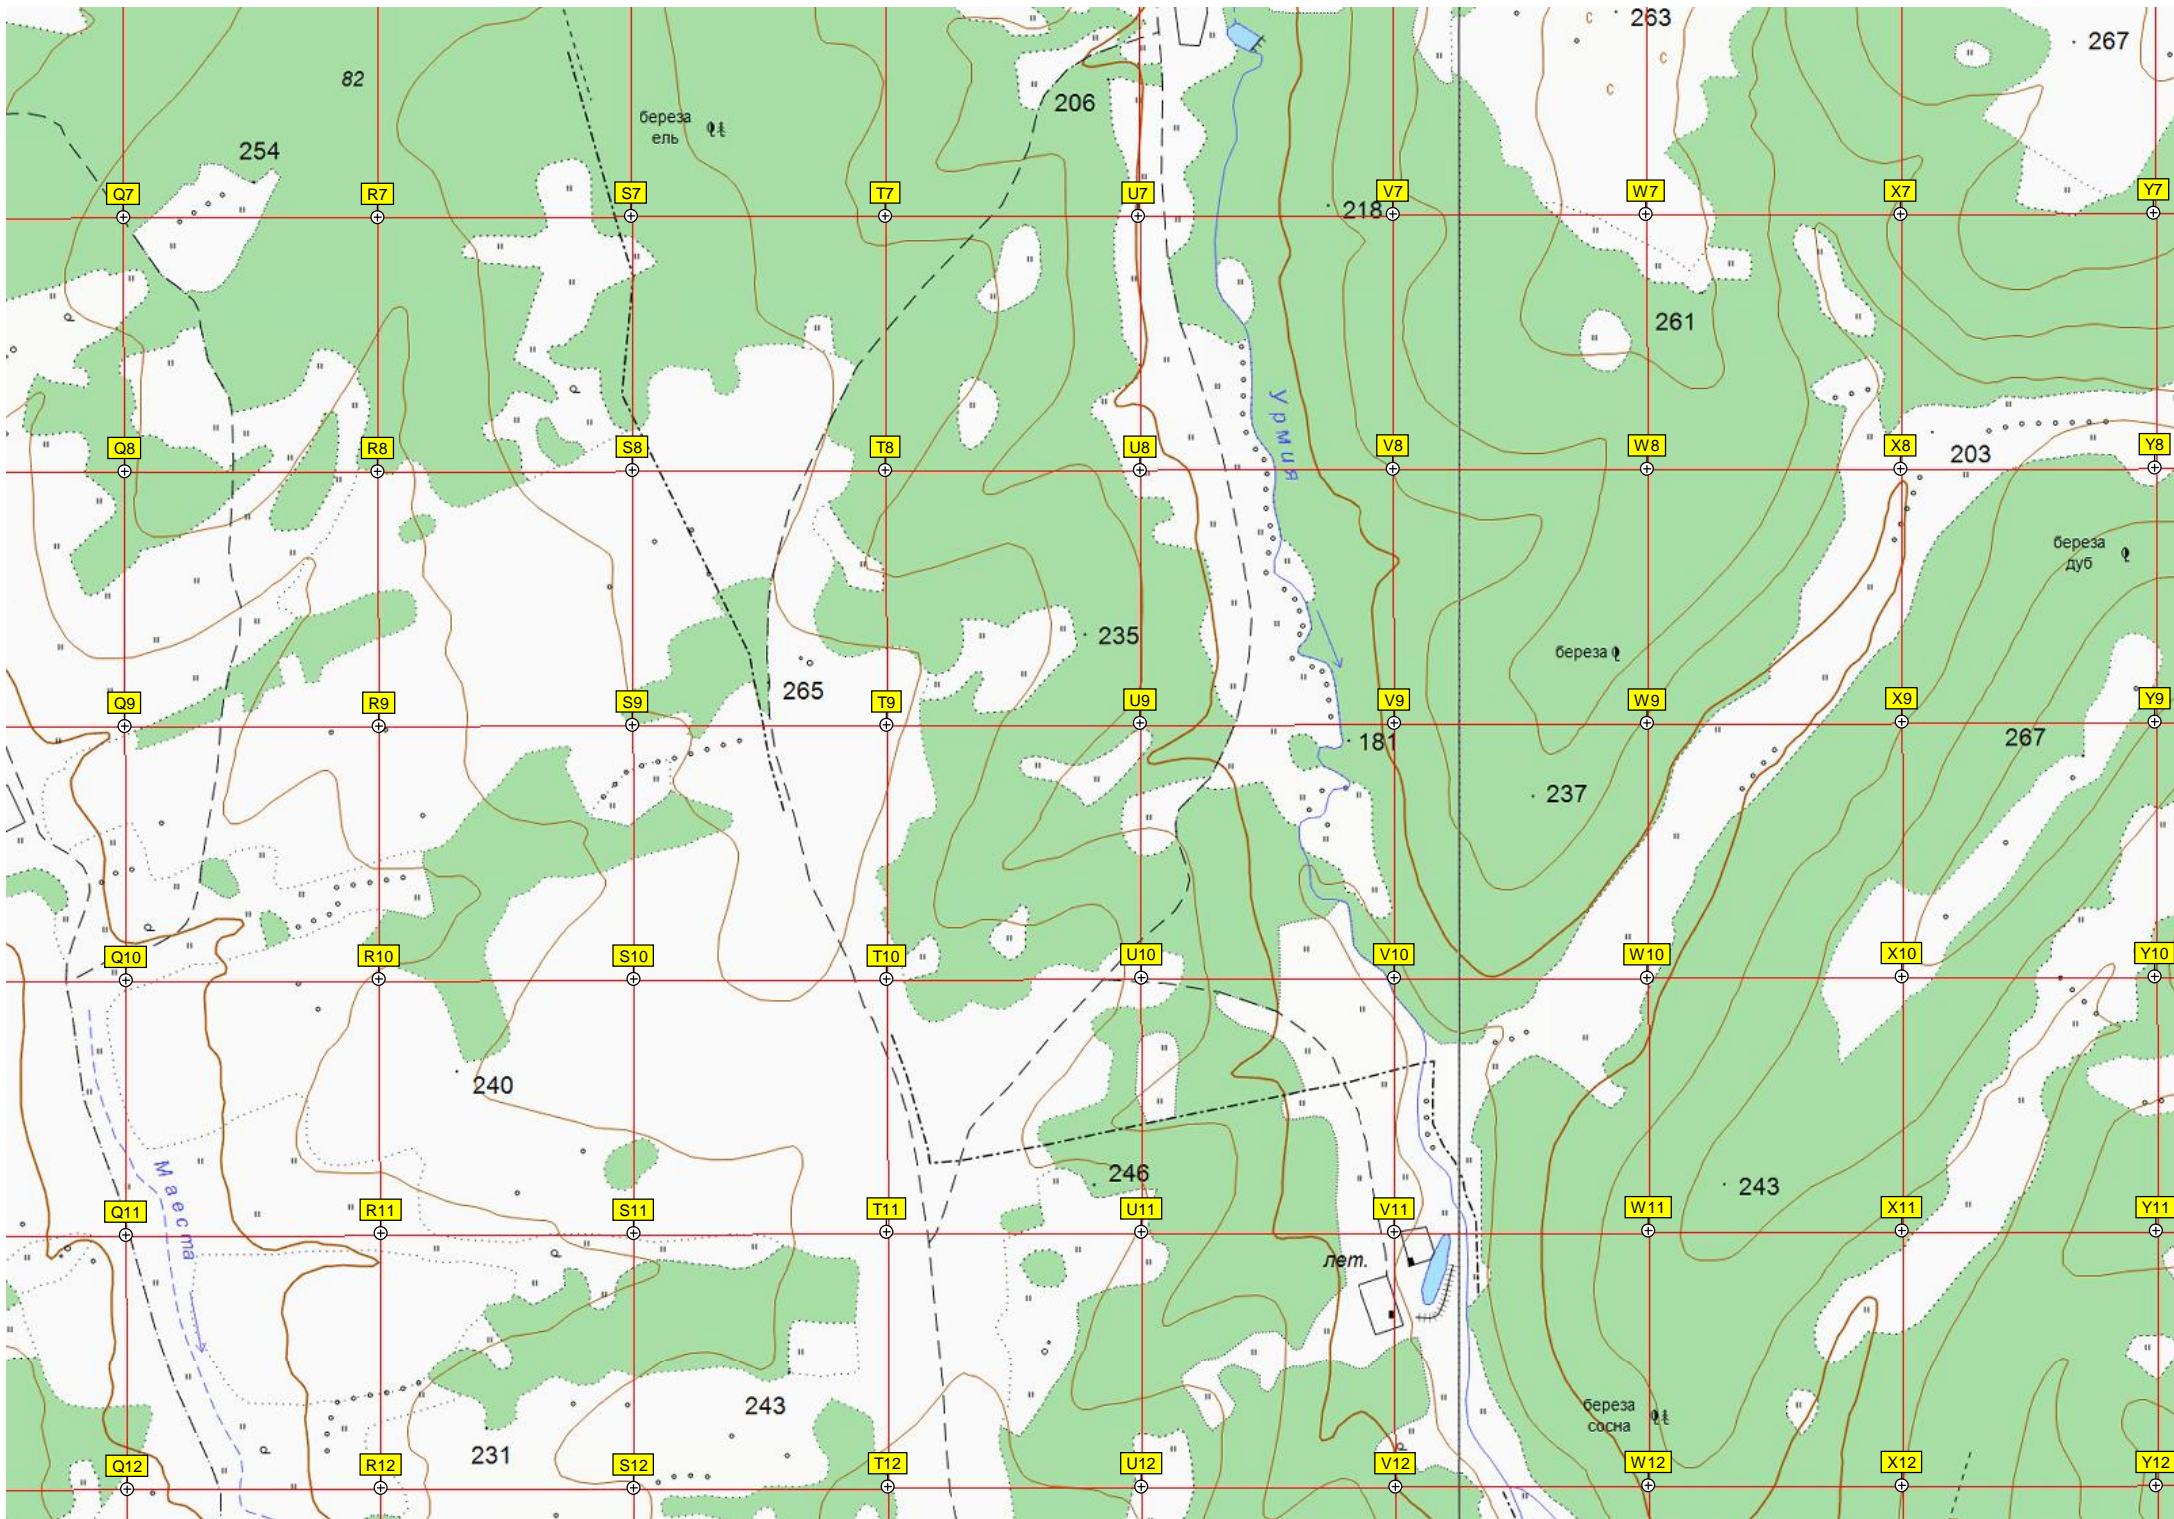 263
267
82
206
береза
ель
254
Q7
R7
S7
T7
U7
218
V7
W7
X7
Y7
261
Урмия
Q8
R8
S8
T8
U8
V8
W8
X8
203
Y8
береза
дуб
235
береза
265
Q9
R9
S9
T9
U9
V9
W9
X9
Y9
181
267
237
Q10
R10
S10
T10
U10
V10
W10
X10
Y10
240
246
243
Маеста
Q11
R11
S11
T11
U11
V11
W11
X11
Y11
лет.
243
береза
сосна
231
Q12
R12
S12
T12
U12
V12
W12
X12
Y12